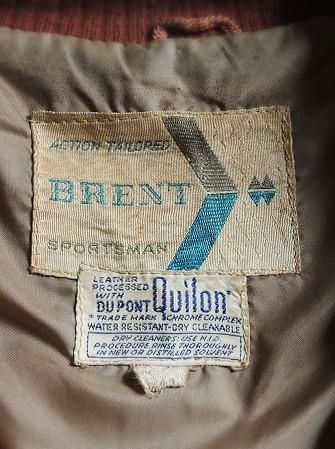 ACTION TAILORED
BRENT
SPORTSMAN
LEATHER
PROCESSED
WITH
DU PONT Quilon*
* TRADE MARK CHROME COMPLEX
WATER RESISTANT-DRY CLEANABLE
DRY CLEANERS: USE N.I.D.
PROCEDURE. RINSE THOROUGHLY
IN NEW OR DISTILLED SOLVENT